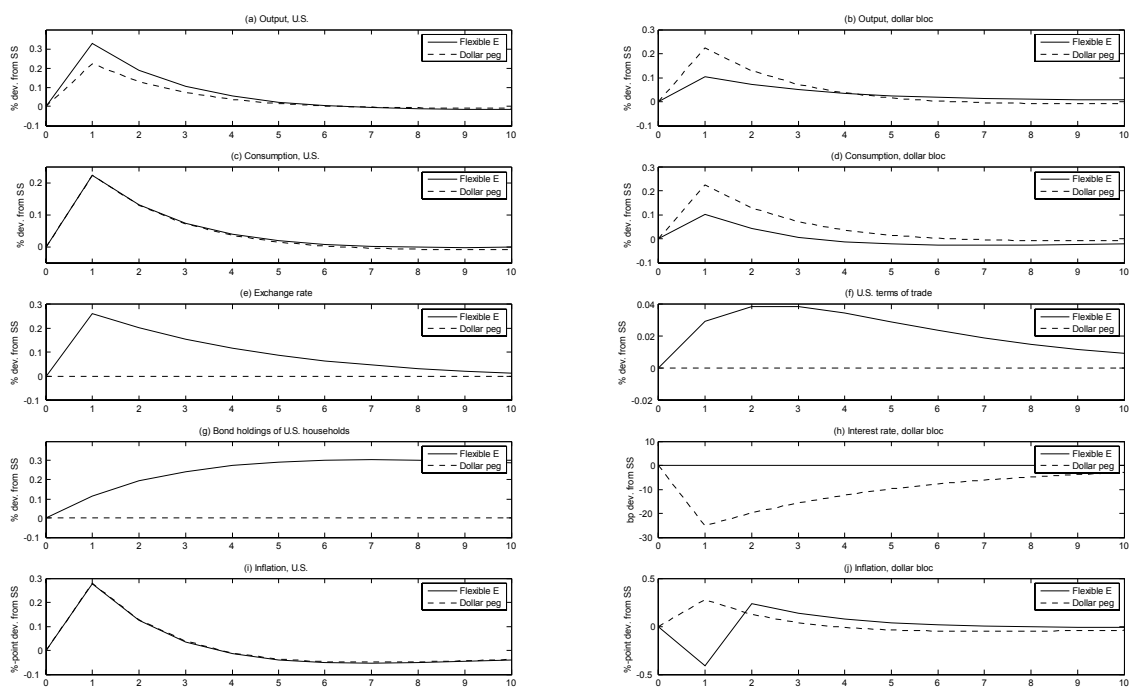 (a) Output, U.S.
% dev. from SS
0.3
0.2
0.1
0
-0.1
Flexible E
Dollar peg
0 1 2 3 4 5 6 7 8 9 10
(b) Output, dollar bloc
% dev. from SS
0.3
0.2
0.1
0
-0.1
Flexible E
Dollar peg
0 1 2 3 4 5 6 7 8 9 10
(c) Consumption, U.S.
% dev. from SS
0.2
0.1
0
Flexible E
Dollar peg
0 1 2 3 4 5 6 7 8 9 10
(d) Consumption, dollar bloc
% dev. from SS
0.3
0.2
0.1
0
-0.1
Flexible E
Dollar peg
0 1 2 3 4 5 6 7 8 9 10
(e) Exchange rate
% dev. from SS
0.3
0.2
0.1
0
-0.1
Flexible E
Dollar peg
0 1 2 3 4 5 6 7 8 9 10
(f) U.S. terms of trade
% dev. from SS
0.04
0.02
0
-0.02
Flexible E
Dollar peg
0 1 2 3 4 5 6 7 8 9 10
(g) Bond holdings of U.S. households
% dev. from SS
0.3
0.2
0.1
0
-0.1
Flexible E
Dollar peg
0 1 2 3 4 5 6 7 8 9 10
(h) Interest rate, dollar bloc
bp dev. from SS
10
0
-10
-20
-30
Flexible E
Dollar peg
0 1 2 3 4 5 6 7 8 9 10
(i) Inflation, U.S.
%-point dev. from SS
0.3
0.2
0.1
0
-0.1
Flexible E
Dollar peg
0 1 2 3 4 5 6 7 8 9 10
(j) Inflation, dollar bloc
%-point dev. from SS
0.5
0
-0.5
Flexible E
Dollar peg
0 1 2 3 4 5 6 7 8 9 10